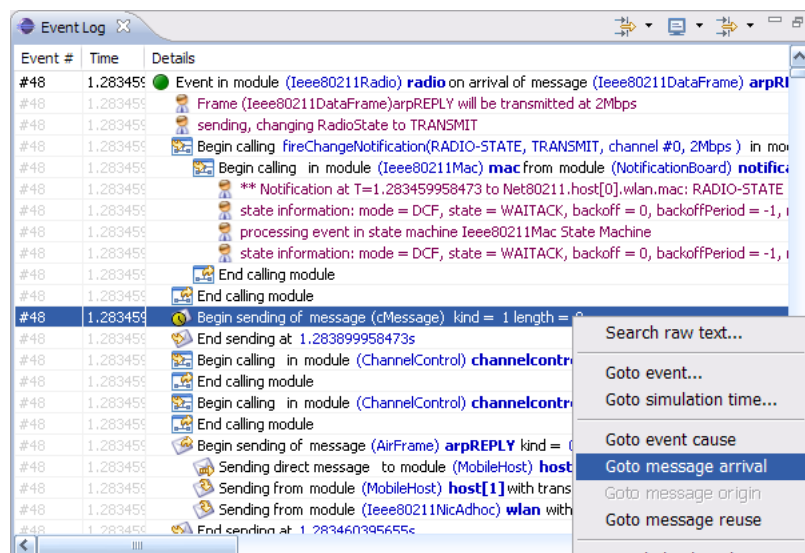 Event Log
Event # Time Details
#48 1.283459 Event in module (Ieee80211Radio) radio on arrival of message (Ieee80211DataFrame)
#48 1.283459 Frame (Ieee80211DataFrame)arpREPLY will be transmitted at 2Mbps
#48 1.283459 sending, changing RadioState to TRANSMIT
#48 1.283459 Begin calling fireChangeNotification(RADIO-STATE, TRANSMIT, channel #0, 2Mbps ) in
#48 1.283459 Begin calling in module (Ieee80211Mac) mac from module (NotificationBoard)
#48 1.283459 ** Notification at T=1.283459958473 to Net80211.host[0].wlan.mac: RADIO-STATE
#48 1.283459 state information: mode = DCF, state = WAITACK, backoff = 0, backoffPeriod = -1,
#48 1.283459 processing event in state machine Ieee80211Mac State Machine
#48 1.283459 state information: mode = DCF, state = WAITACK, backoff = 0, backoffPeriod = -1,
#48 1.283459 End calling module
#48 1.283459 End calling module
#48 1.283459 Begin sending of message (cMessage) kind = 1 length =
#48 1.283459 End sending at 1.283899958473s
#48 1.283459 Begin calling in module (ChannelControl)
#48 1.283459 End calling module
#48 1.283459 Begin calling in module (ChannelControl)
#48 1.283459 End calling module
#48 1.283459 Begin sending of message (AirFrame) arpREPLY kind =
#48 1.283459 Sending direct message to module (MobileHost) host
#48 1.283459 Sending from module (MobileHost) host[1] with
#48 1.283459 Sending from module (Ieee80211NicAdhoc) wlan with
#48 1.283459 End sending at 1.283460395655s
Search raw text...
Goto event...
Goto simulation time...
Goto event cause
Goto message arrival
Goto message origin
Goto message reuse